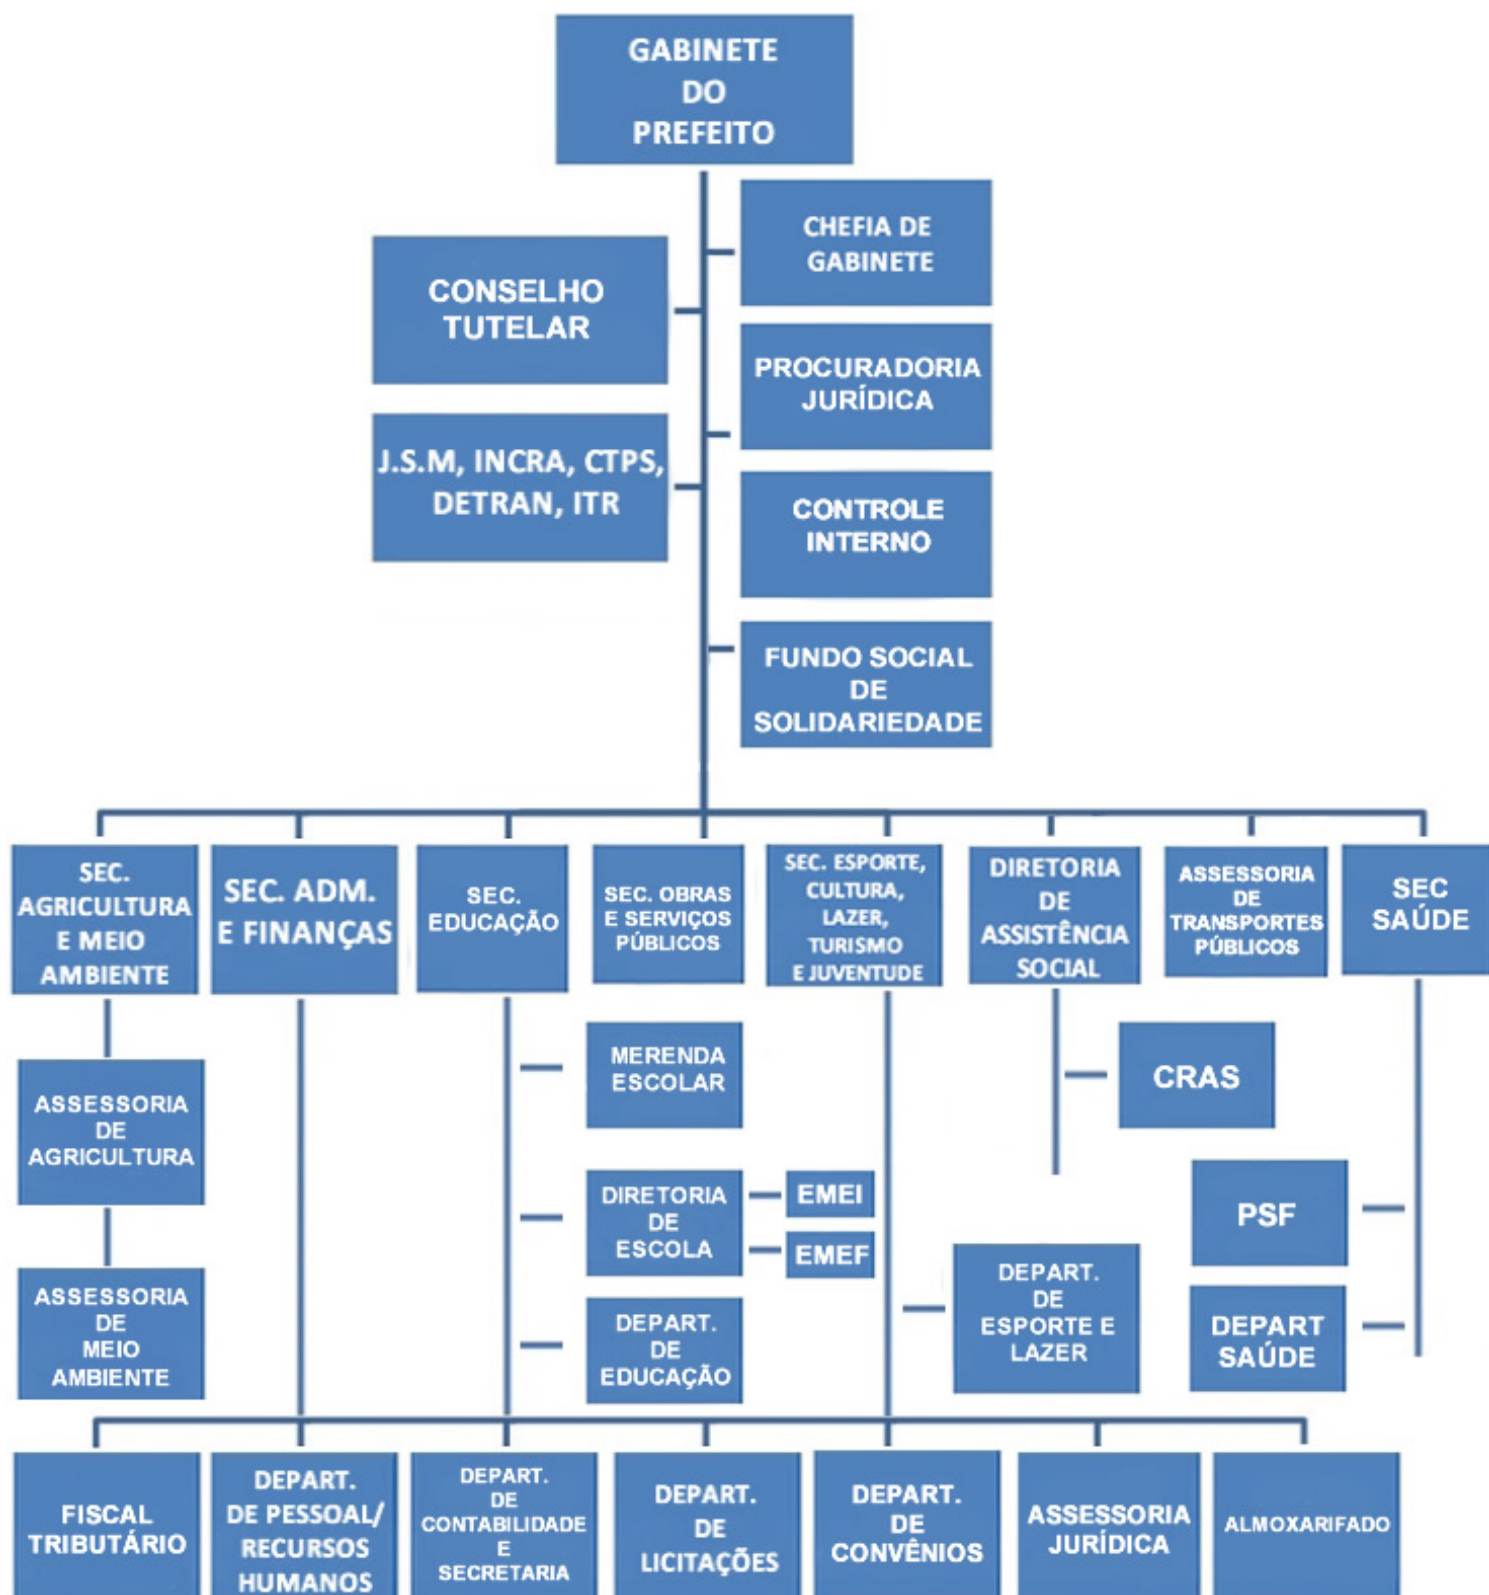 GABINETE
DO
PREFEITO
CHEFIA DE
GABINETE
CONSELHO
TUTELAR
PROCURADORIA
JURÍDICA
J.S.M, INCRA, CTPS,
DETRAN, ITR
CONTROLE
INTERNO
FUNDO SOCIAL
DE
SOLIDARIEDADE
SEC.
AGRICULTURA
E MEIO
AMBIENTE
SEC. ADM.
E FINANÇAS
SEC.
EDUCAÇÃO
SEC. OBRAS
E SERVIÇOS
PÚBLICOS
SEC. ESPORTE,
CULTURA,
LAZER,
TURISMO
E JUVENTUDE
DIRETORIA
DE
ASSISTÊNCIA
SOCIAL
ASSESSORIA
DE
TRANSPORTES
PÚBLICOS
SEC
SAÚDE
ASSESSORIA
DE
AGRICULTURA
ASSESSORIA
DE
MEIO
AMBIENTE
MERENDA
ESCOLAR
DIRETORIA
DE
ESCOLA
EMEI
EMEF
DEPART.
DE
EDUCAÇÃO
CRAS
DEPART.
DE
ESPORTE E
LAZER
PSF
DEPART
SAÚDE
FISCAL
TRIBUTÁRIO
DEPART.
DE PESSOAL/
RECURSOS
HUMANOS
DEPART.
DE
CONTABILIDADE
E
SECRETARIA
DEPART.
DE
LICITAÇÕES
DEPART.
DE
CONVÊNIOS
ASSESSORIA
JURÍDICA
ALMOXARIFADO